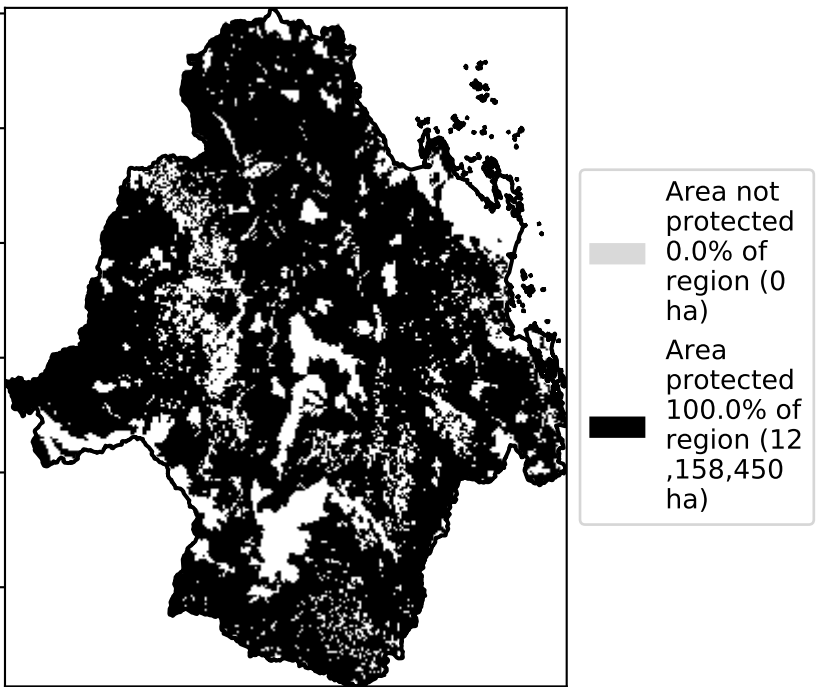 Area not
protected
0.0% of
region (0
ha)
Area
protected
100.0% of
region (12
,158,450
ha)